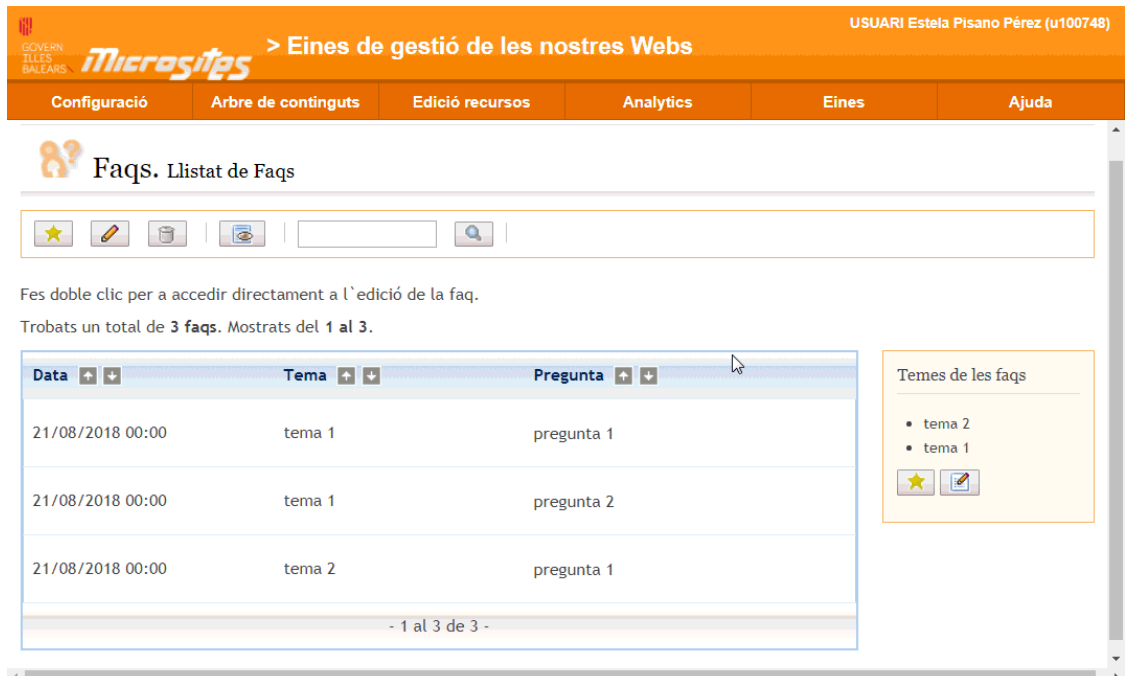 USUARI Estela Pisano Pérez (u100748)
GOVERN
ILLES
BALEARS
Microsites
> Eines de gestió de les nostres Webs
Configuració Arbre de continguts Edició recursos Analytics Eines Ajuda
Faqs. Llistat de Faqs
Fes doble clic per a accedir directament a l`edició de la faq.
Trobats un total de 3 faqs. Mostrats del 1 al 3.
Data Tema Pregunta
21/08/2018 00:00 tema 1 pregunta 1
21/08/2018 00:00 tema 1 pregunta 2
21/08/2018 00:00 tema 2 pregunta 1
- 1 al 3 de 3 -
Temes de les faqs
tema 2
tema 1